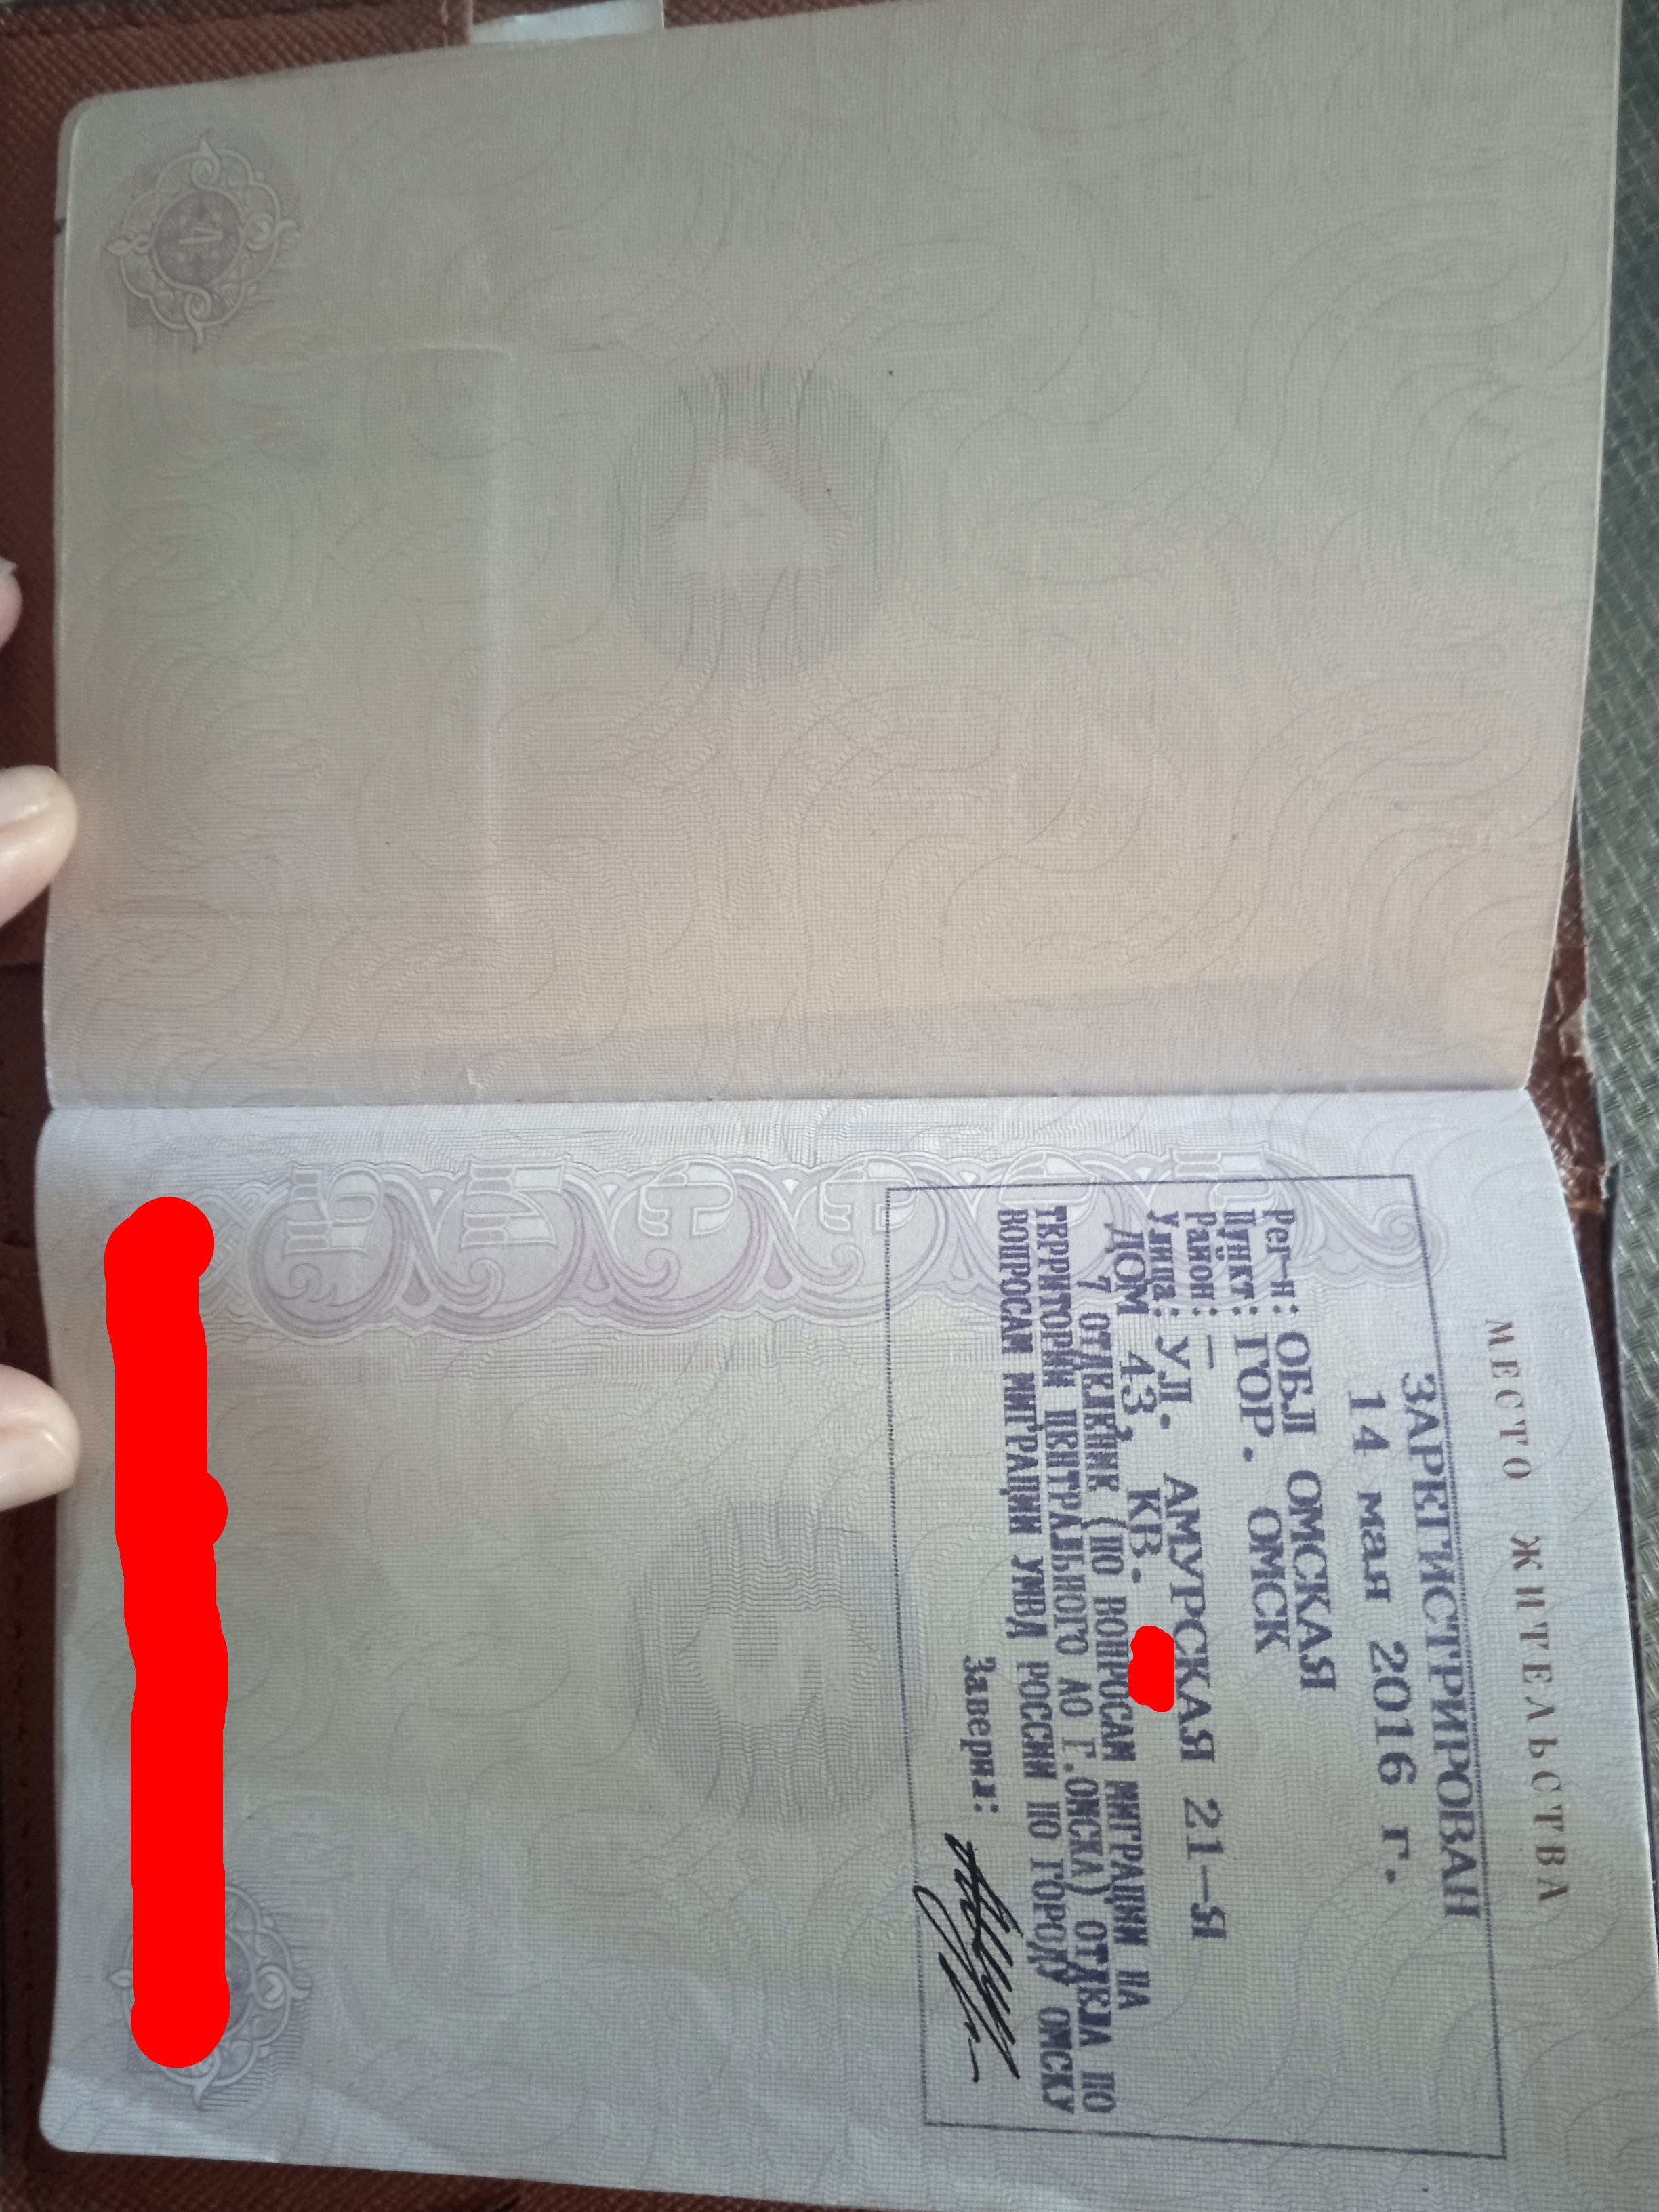 МЕСТО ЖИТЕЛЬСТВА
ЗАРЕГИСТРИРОВАН
14 мая 2016 г.
Рег-н: ОБЛ ОМСКАЯ
Пункт: ГОР. ОМСК
Район: —
Улица: УЛ. АМУРСКАЯ 21-Я
ДОМ 43, КВ.
7 ОТДЕЛЕНИЕ (ПО ВОПРОСАМ МИГРАЦИИ НА
ТЕРРИТОРИИ ЦЕНТРАЛЬНОГО АО Г.ОМСКА) ОТДЕЛА ПО
ВОПРОСАМ МИГРАЦИИ УМВД РОССИИ ПО ГОРОДУ ОМСКУ
Заверил: